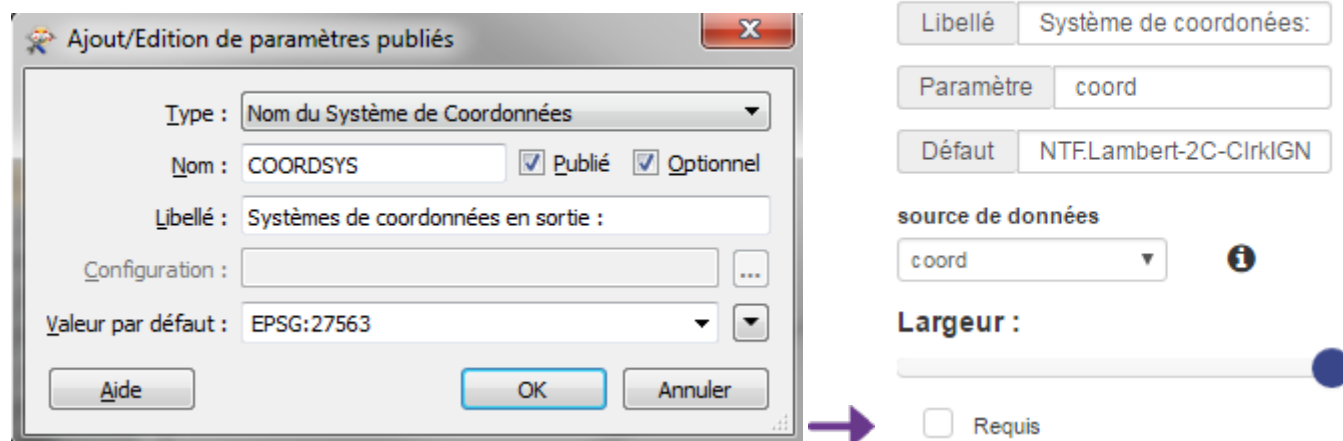 Ajout/Edition de paramètres publiés
Type : Nom du Système de Coordonnées
Nom : COORDSYS Publié Optionnel
Libellé : Systèmes de coordonnées en sortie :
Configuration : ...
Valeur par défaut : EPSG:27563
Aide OK Annuler
Libellé Système de coordonées:
Paramètre coord
Défaut NTF.Lambert-2C-ClrkIGN
source de données
coord
Largeur :
Requis